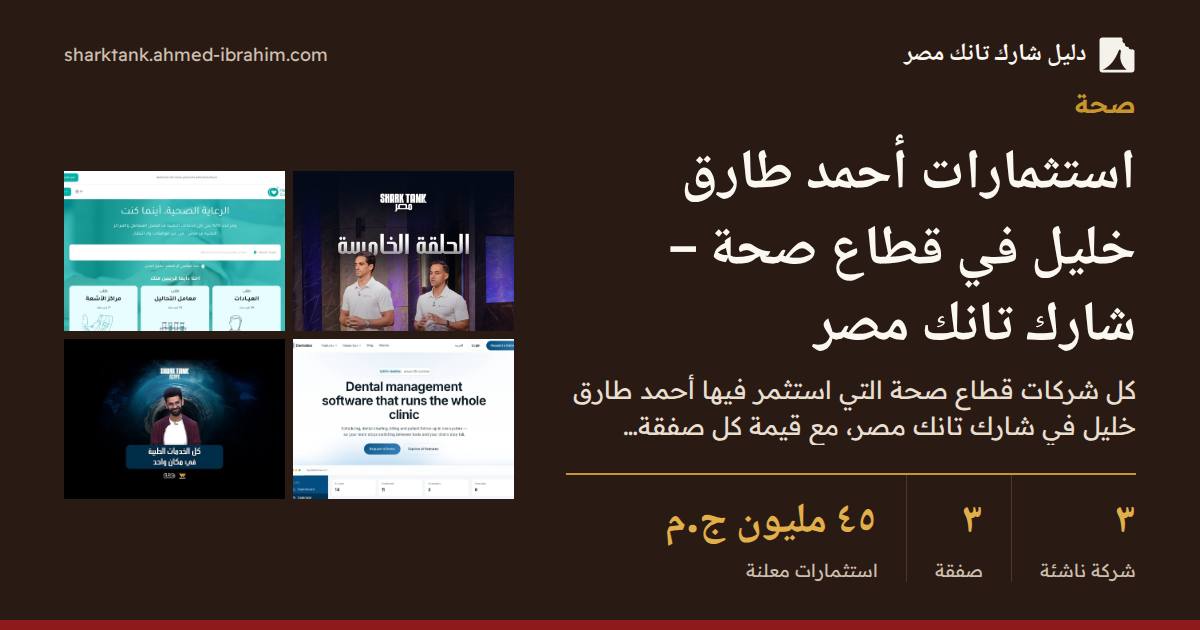 دليل شارك تانك مصر
sharktank.ahmed-ibrahim.com
صحة
استثمارات أحمد طارق
خليل في قطاع صحة –
شارك تانك مصر
كل شركات قطاع صحة التي استثمر فيها أحمد طارق
خليل في شارك تانك مصر، مع قيمة كل صفقة...
٣
شركة ناشئة
٣
صفقة
٤٥ مليون ج.م
استثمارات معلنة
SHARK TANK
مصر
الحلقة الخامسة
الرعاية الصحية، أينما كنت
العيادات
معامل التحاليل
مراكز الأشعة
Dental management
software that runs the whole
clinic
SHARK TANK
كل الخدمات الطبية
في مكان واحد